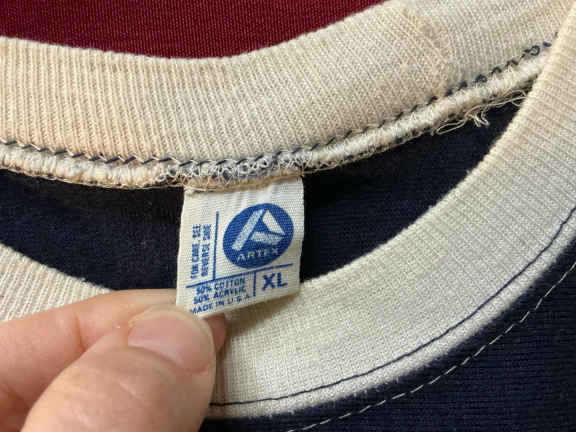 FOR CARE, SEE
REVERSE SIDE
ARTEX
50% COTTON
50% ACRYLIC
XL
MADE IN U.S.A.